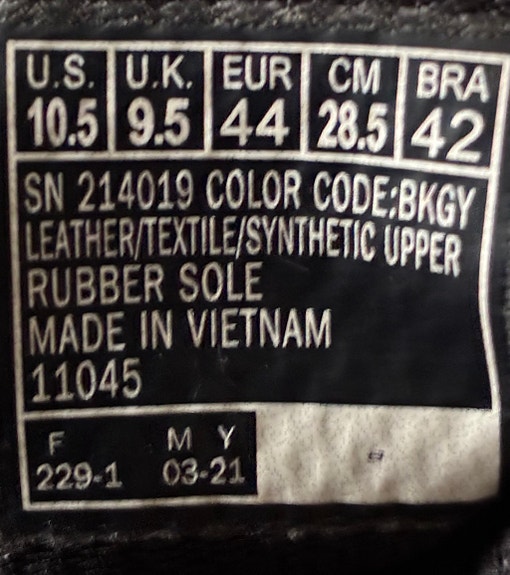 U.S. U.K. EUR CM BRA
10.5 9.5 44 28.5 42
SN 214019 COLOR CODE:BKGY
LEATHER/TEXTILE/SYNTHETIC UPPER
RUBBER SOLE
MADE IN VIETNAM
11045
F M Y
229-1 03-21